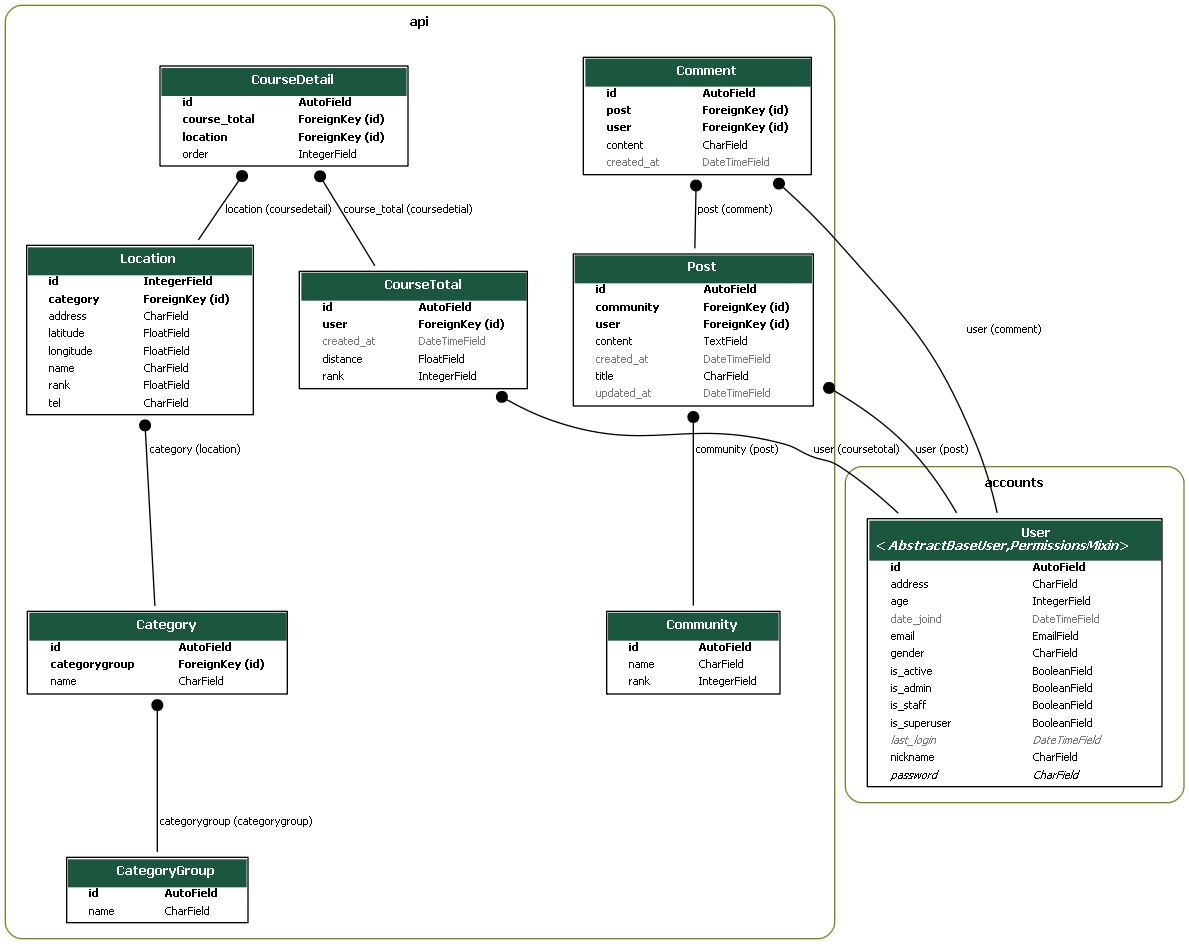 api
CourseDetail
id AutoField
course_total ForeignKey (id)
location ForeignKey (id)
order IntegerField
Comment
id AutoField
post ForeignKey (id)
user ForeignKey (id)
content CharField
created_at DateTimeField
location (coursedetail)
course_total (coursedetial)
post (comment)
Location
id IntegerField
category ForeignKey (id)
address CharField
latitude FloatField
longitude FloatField
name CharField
rank FloatField
tel CharField
CourseTotal
id AutoField
user ForeignKey (id)
created_at DateTimeField
distance FloatField
rank IntegerField
Post
id AutoField
community ForeignKey (id)
user ForeignKey (id)
content TextField
created_at DateTimeField
title CharField
updated_at DateTimeField
user (comment)
category (location)
community (post)
user (coursetotal)
user (post)
accounts
User
< AbstractBaseUser,PermissionsMixin>
id AutoField
address CharField
age IntegerField
date_joind DateTimeField
email EmailField
gender CharField
is_active BooleanField
is_admin BooleanField
is_staff BooleanField
is_superuser BooleanField
last_login DateTimeField
nickname CharField
password CharField
Category
id AutoField
categorygroup ForeignKey (id)
name CharField
Community
id AutoField
name CharField
rank IntegerField
categorygroup (categorygroup)
CategoryGroup
id AutoField
name CharField